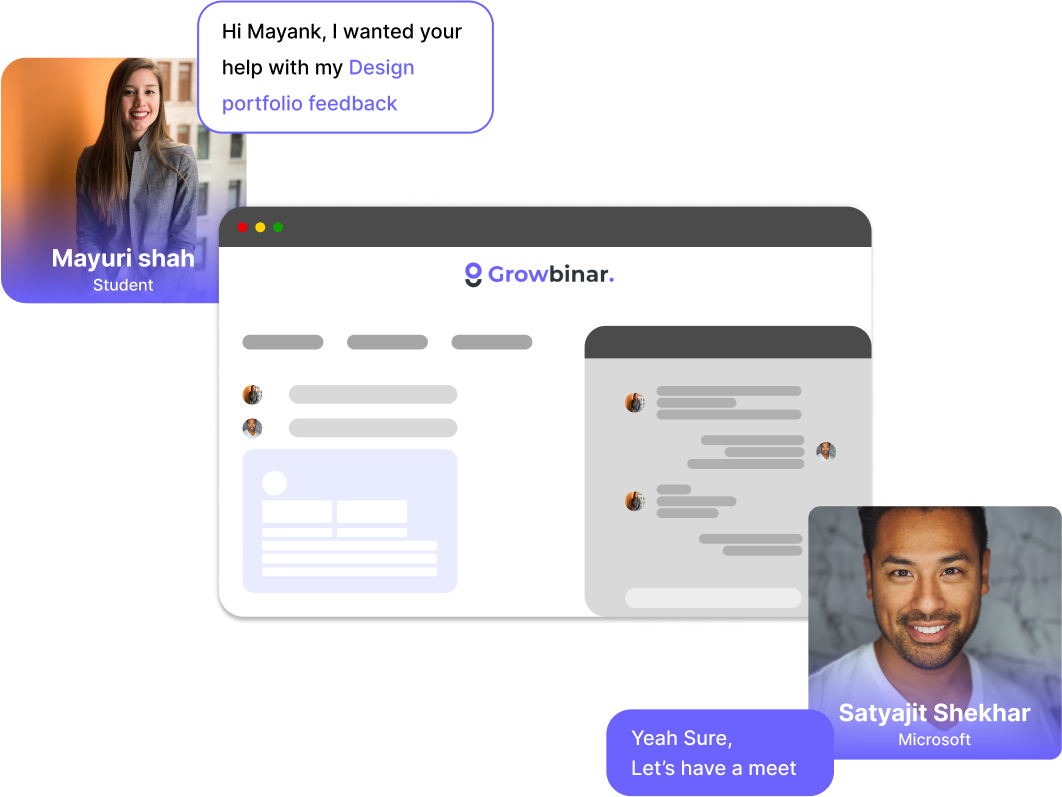 Hi Mayank, I wanted your
help with my Design
portfolio feedback
Mayuri shah
Student
Growbinar.
Satyajit Shekhar
Microsoft
Yeah Sure,
Let’s have a meet